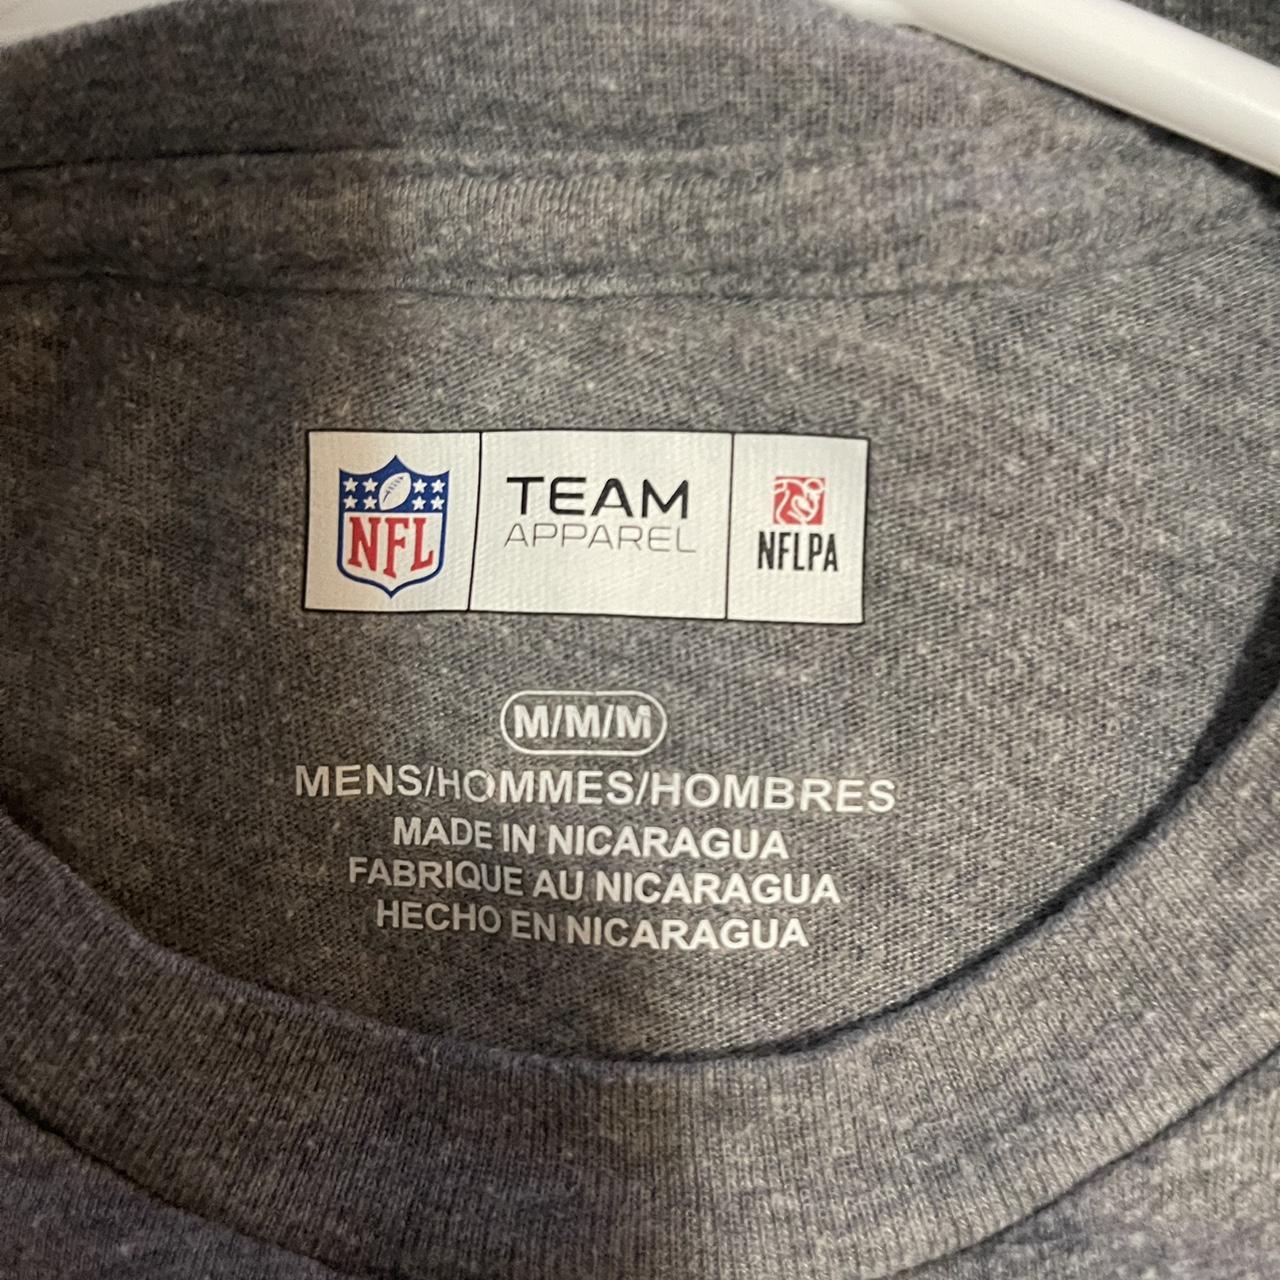 NFL
TEAM
APPAREL
NFLPA
M/M/M
MENS/HOMMES/HOMBRES
MADE IN NICARAGUA
FABRIQUE AU NICARAGUA
HECHO EN NICARAGUA